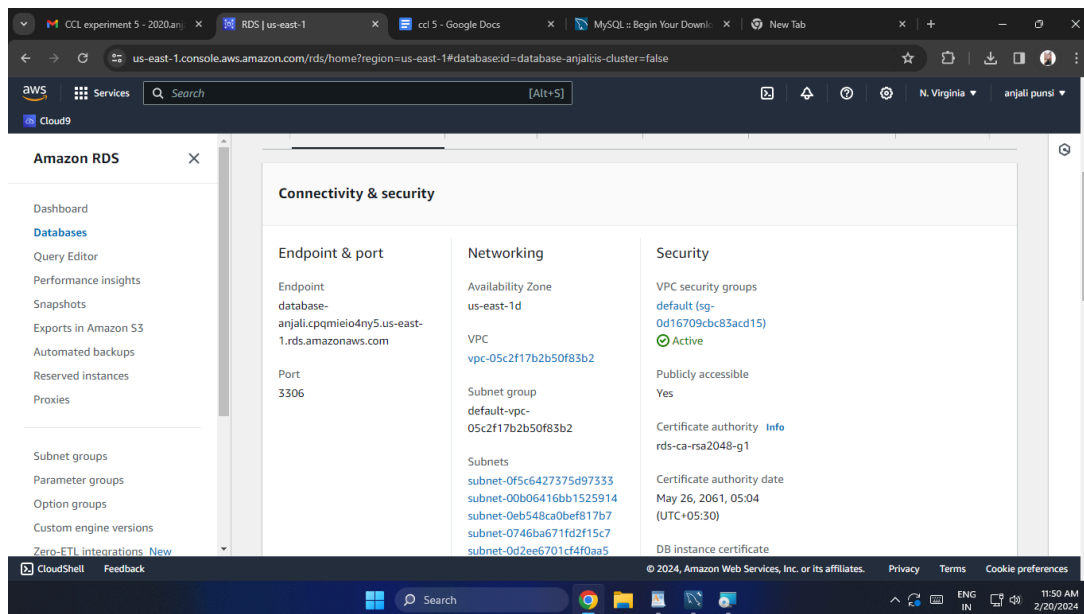 CCL experiment 5 - 2020.anj
RDS | us-east-1
ccl 5 - Google Docs
MySQL :: Begin Your Downlo
New Tab
us-east-1.console.aws.amazon.com/rds/home?region=us-east-1#database:id=database-anjali;is-cluster=false
aws
Services
Search
[Alt+S]
N. Virginia
anjali punsi
Cloud9
Amazon RDS
Dashboard
Databases
Query Editor
Performance insights
Snapshots
Exports in Amazon S3
Automated backups
Reserved instances
Proxies
Subnet groups
Parameter groups
Option groups
Custom engine versions
Zero-ETL integrations New
Connectivity & security
Endpoint & port
Endpoint
database-
anjali.cpqmieio4ny5.us-east-
1.rds.amazonaws.com
Port
3306
Networking
Availability Zone
us-east-1d
VPC
vpc-05c2f17b2b50f83b2
Subnet group
default-vpc-
05c2f17b2b50f83b2
Subnets
subnet-0f5c6427375d97333
subnet-00b06416bb1525914
subnet-0eb548ca0bef817b7
subnet-0746ba671fd2f15c7
subnet-0d2ee6701cf4f0aa5
Security
VPC security groups
default (sg-
0d16709cbc83acd15)
Active
Publicly accessible
Yes
Certificate authority Info
rds-ca-rsa2048-g1
Certificate authority date
May 26, 2061, 05:04
(UTC+05:30)
DB instance certificate
CloudShell
Feedback
© 2024, Amazon Web Services, Inc. or its affiliates.
Privacy
Terms
Cookie preferences
Search
ENG
IN
11:50 AM
2/20/2024